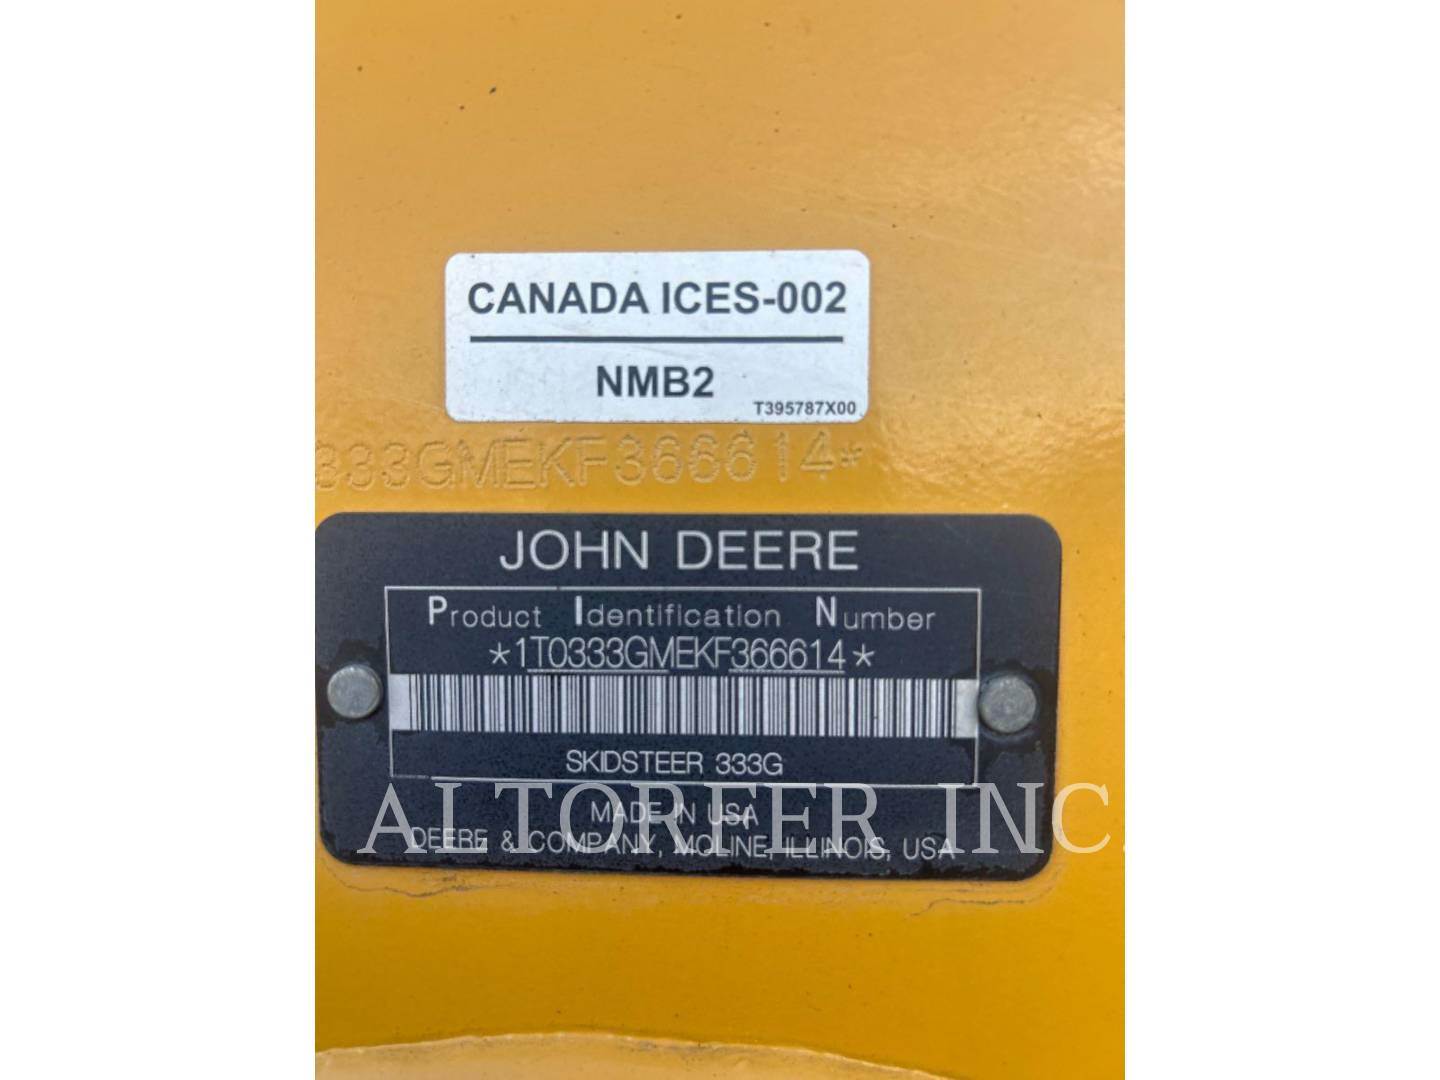 CANADA ICES-002
NMB2
T395787X00
333GMEKF366614*
JOHN DEERE
Product Identification Number
*1T0333GMEKF366614*
SKIDSTEER 333G
MADE IN USA
DEERE & COMPANY, MOLINE, ILLINOIS, USA
ALTORFER INC.